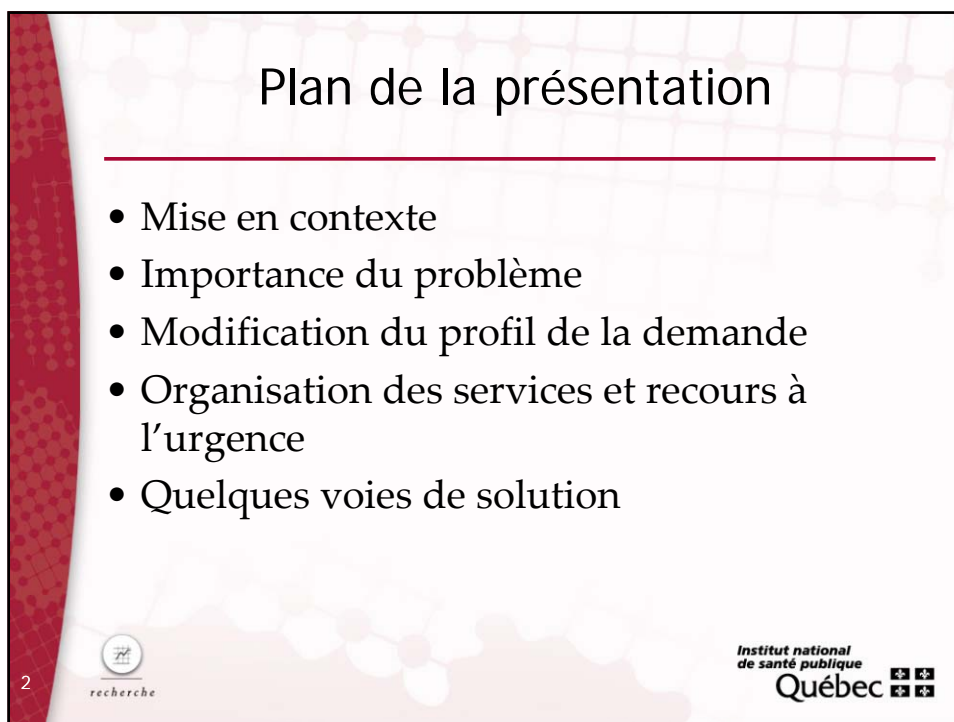 Plan de la présentation
• Mise en contexte
• Importance du problème
• Modification du profil de la demande
• Organisation des services et recours à
l’urgence
• Quelques voies de solution
2
recherche
Institut national
de santé publique
Québec